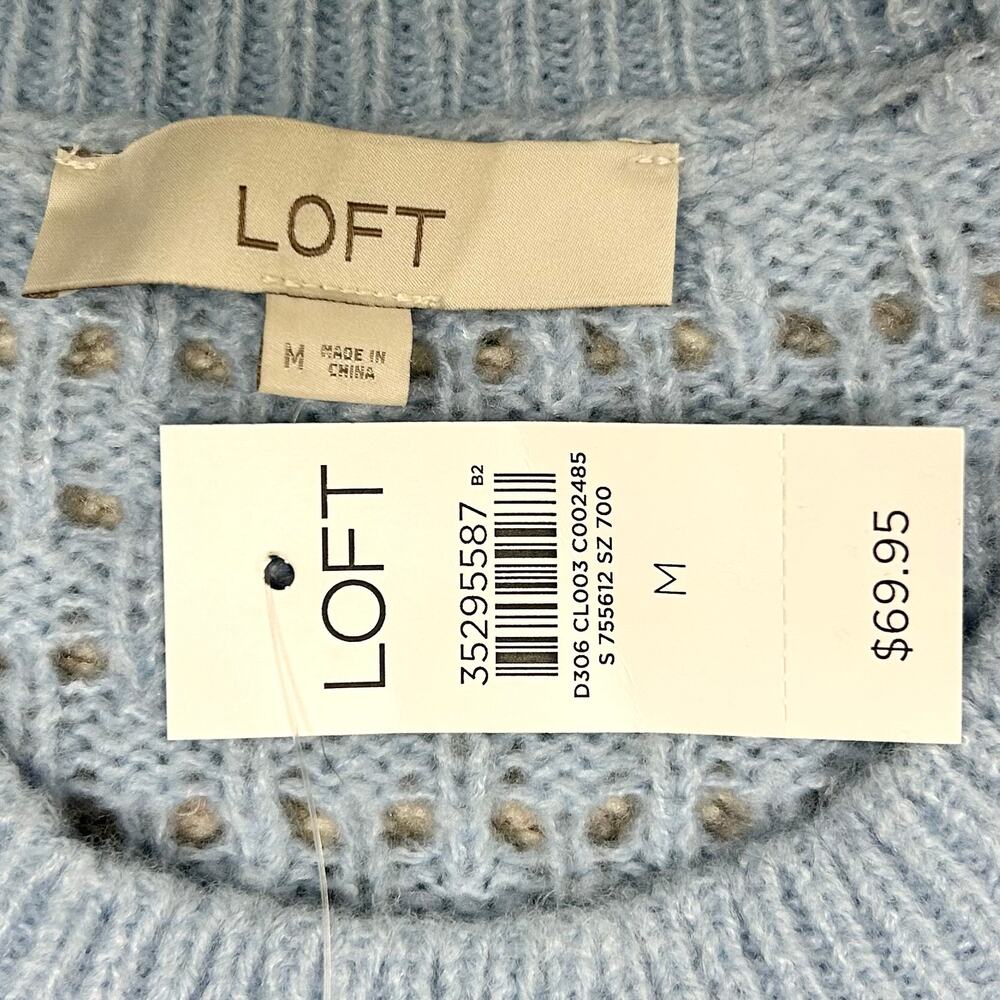 LOFT
M
MADE IN
CHINA
LOFT
35295587 B2
D306 CL003 C002485
S 755612 SZ 700
M
$69.95